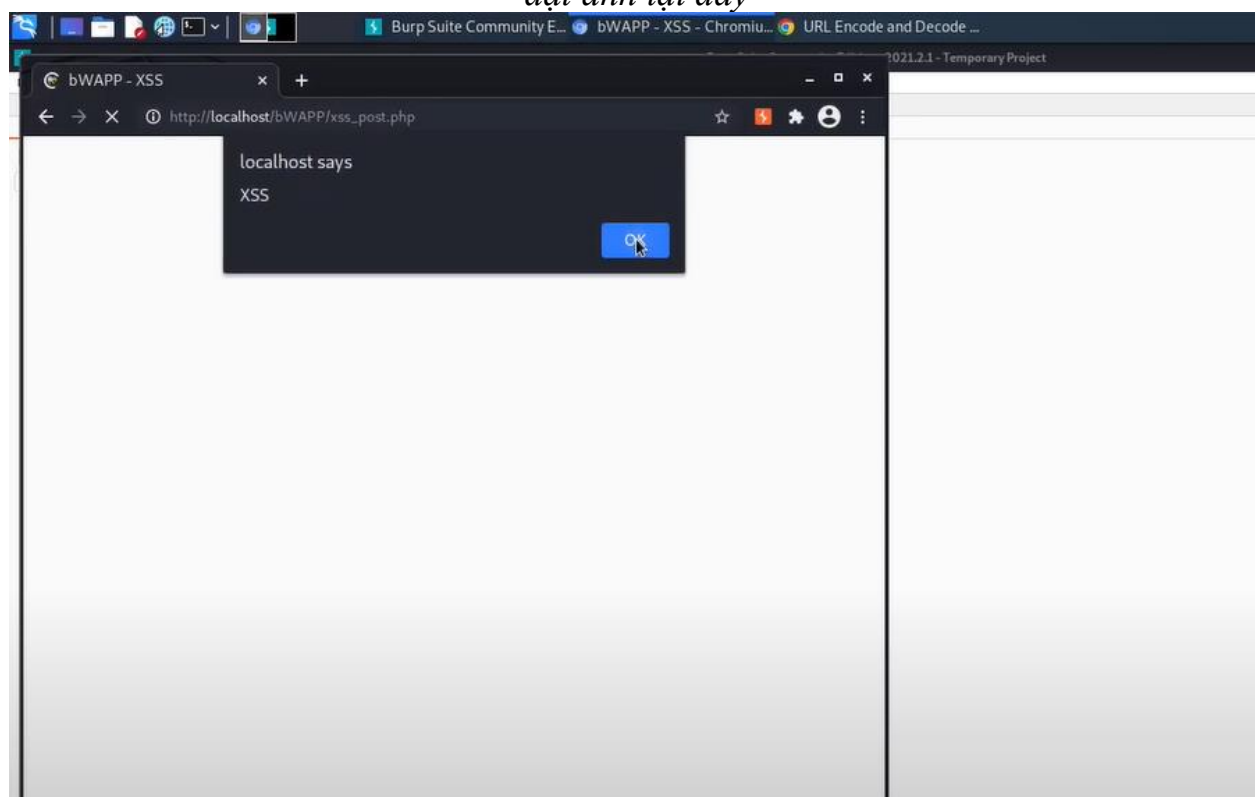 đặt ảnh tại đây
Burp Suite Community E... bWAPP - XSS - Chromiu... URL Encode and Decode ...
2021.2.1 - Temporary Project
bWAPP - XSS
http://localhost/bWAPP/xss_post.php
localhost says
XSS
OK